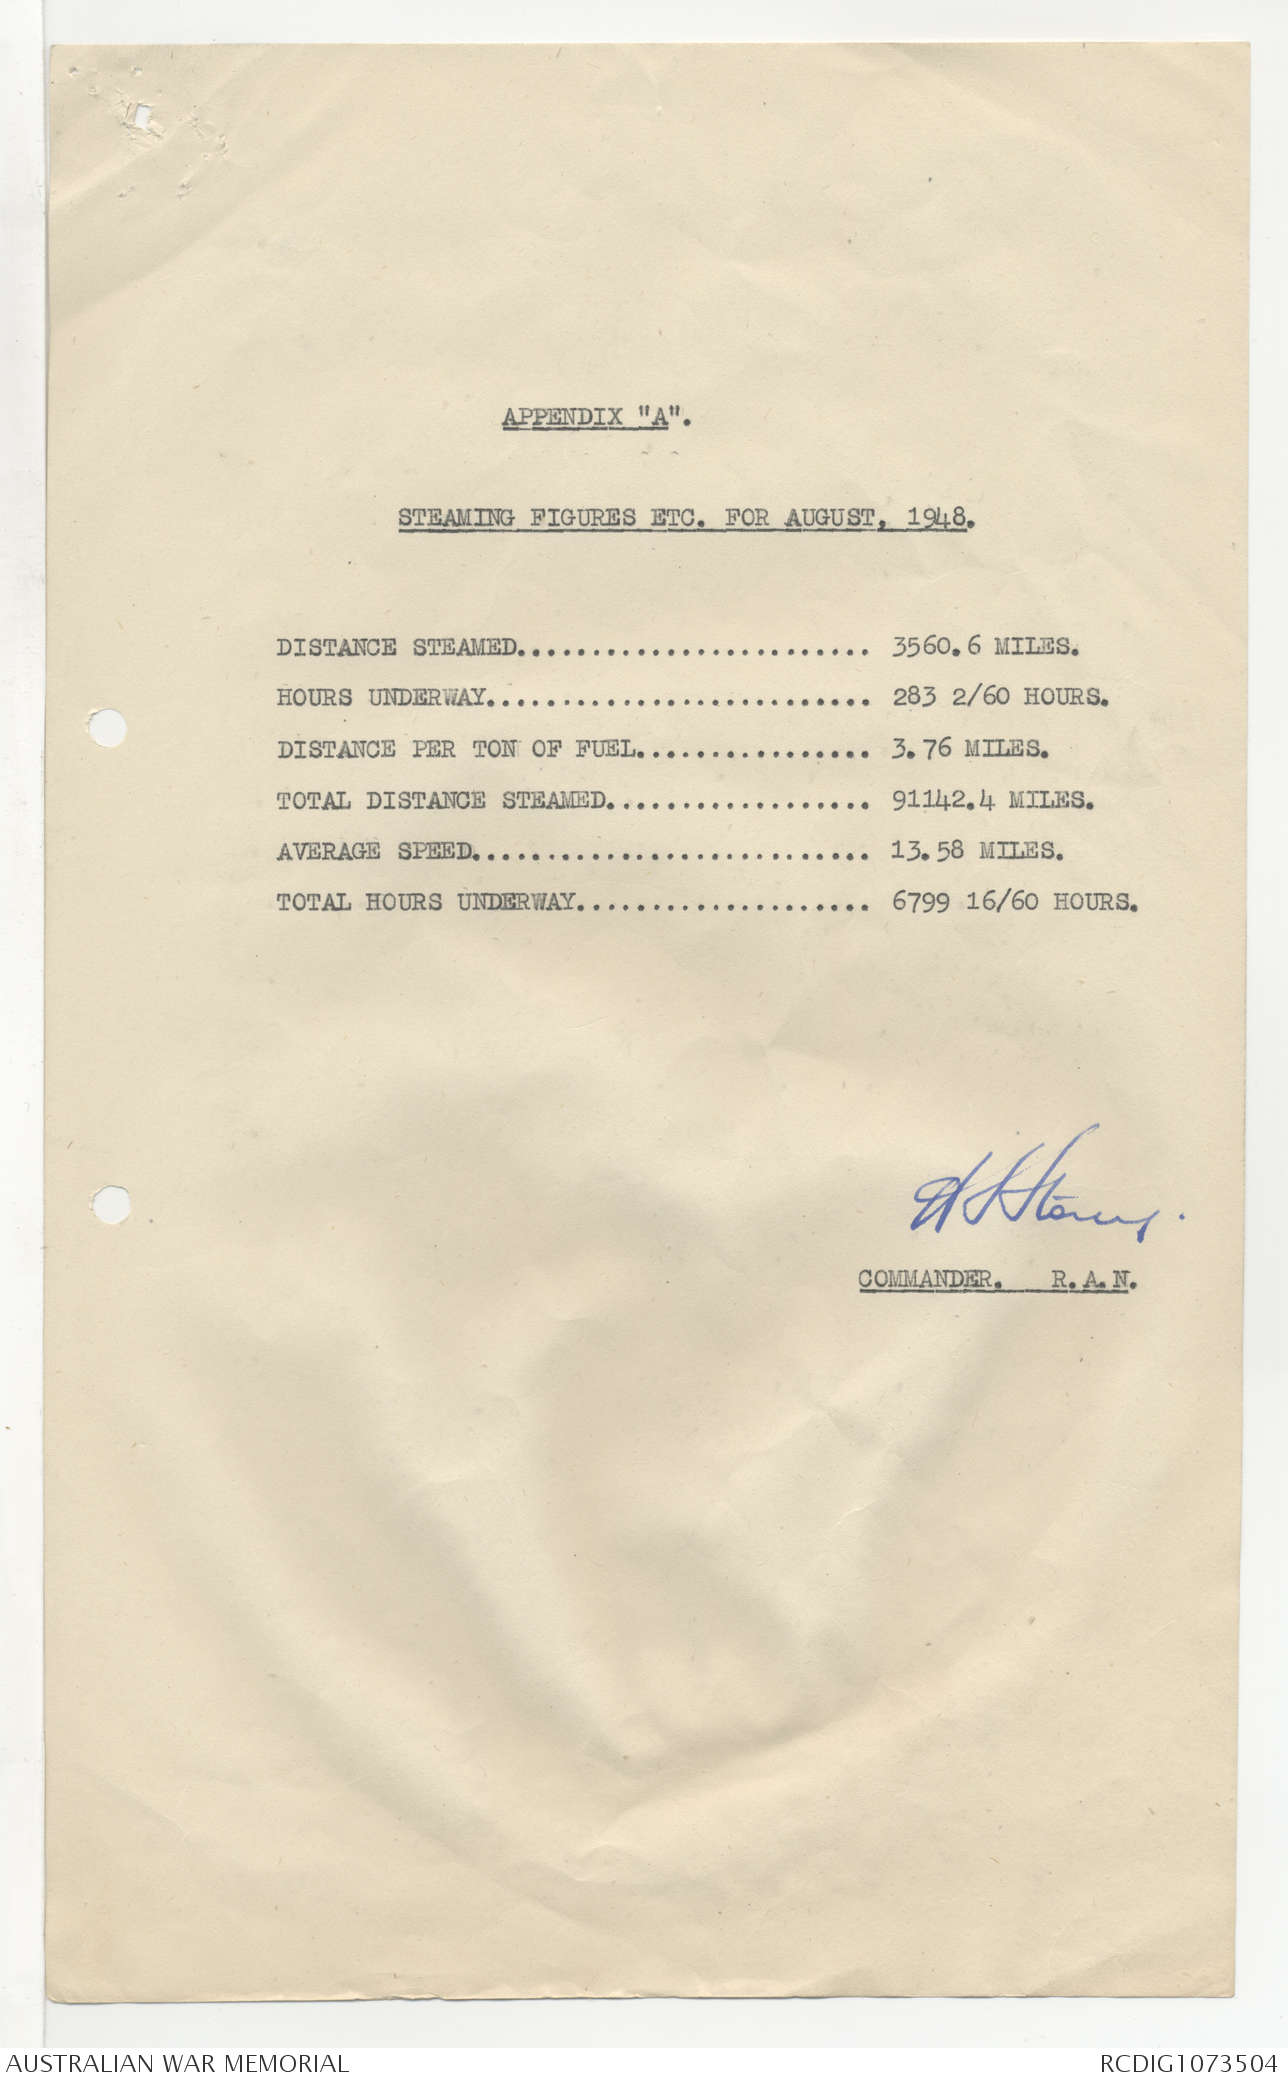 APPENDIX "A".
STEAMING FIGURES ETC. FOR AUGUST, 1948.
DISTANCE STEAMED........................ 3560.6 MILES.
HOURS UNDERWAY.......................... 283 2/60 HOURS.
DISTANCE PER TON OF FUEL................ 3.76 MILES.
TOTAL DISTANCE STEAMED.................. 91142.4 MILES.
AVERAGE SPEED........................... 13.58 MILES.
TOTAL HOURS UNDERWAY.................... 6799 16/60 HOURS.
COMMANDER. R.A.N.
AUSTRALIAN WAR MEMORIAL
RCDIG1073504